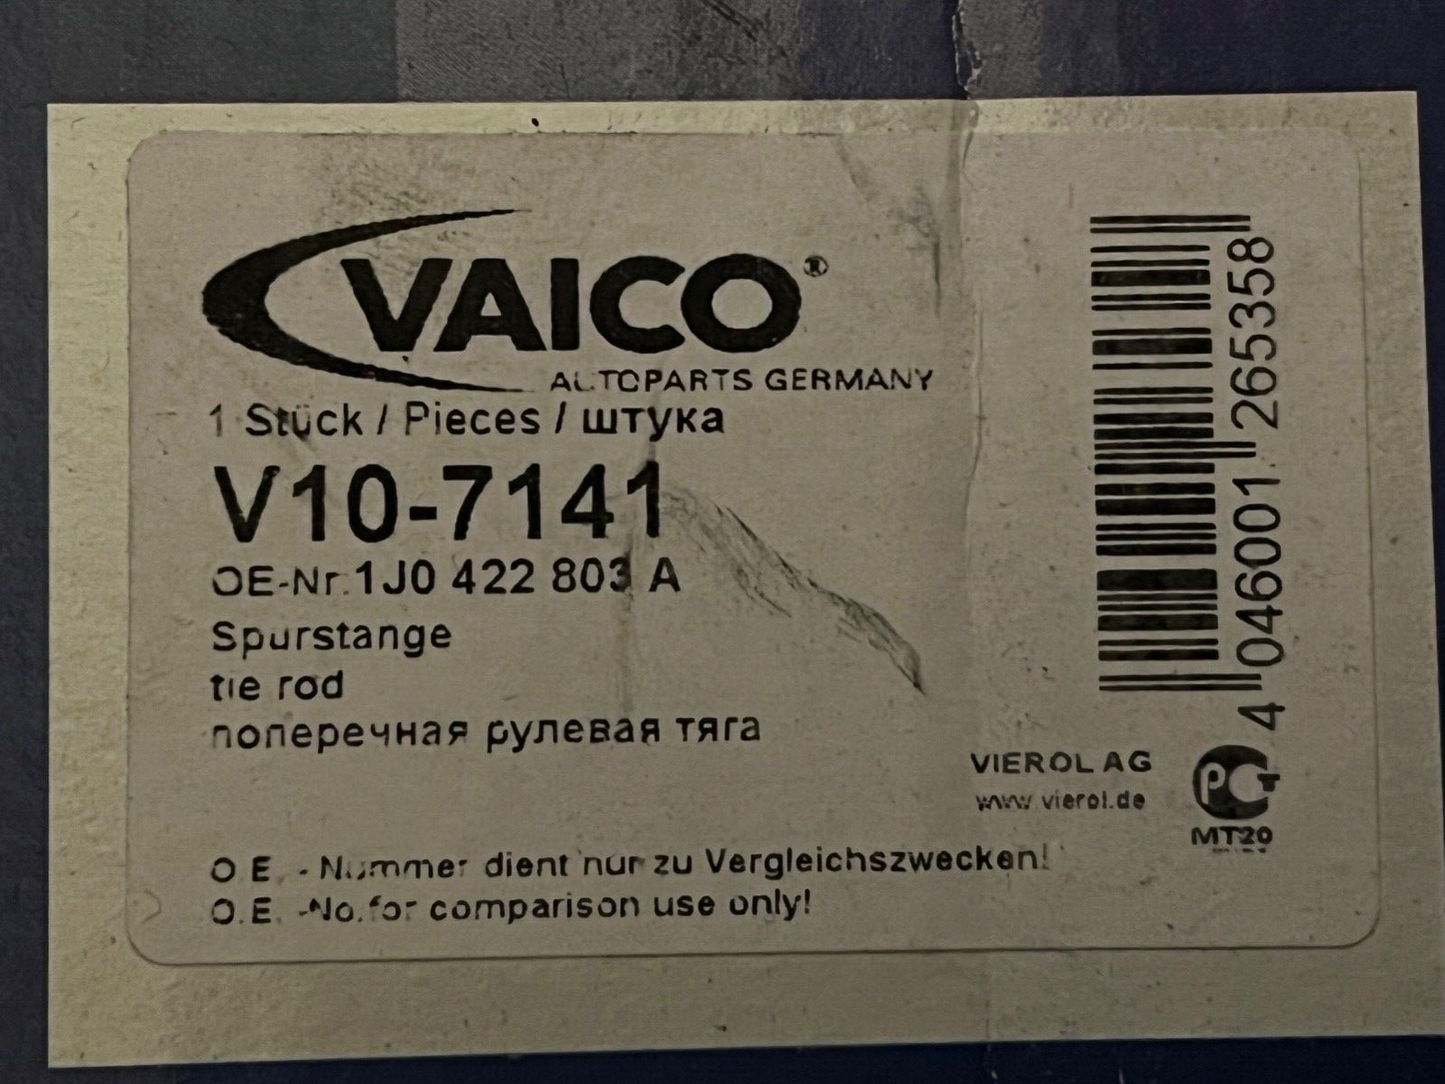 VAICO®
AUTOPARTS GERMANY
1 Stück / Pieces / штука
V10-7141
OE-Nr.1J0 422 803 A
Spurstange
tie rod
поперечная рулевая тяга
4 046001 265358
VIEROL AG
www.vierol.de
РСТ
MT20
O.E. - Nummer dient nur zu Vergleichszwecken!
O.E. -No.for comparison use only!